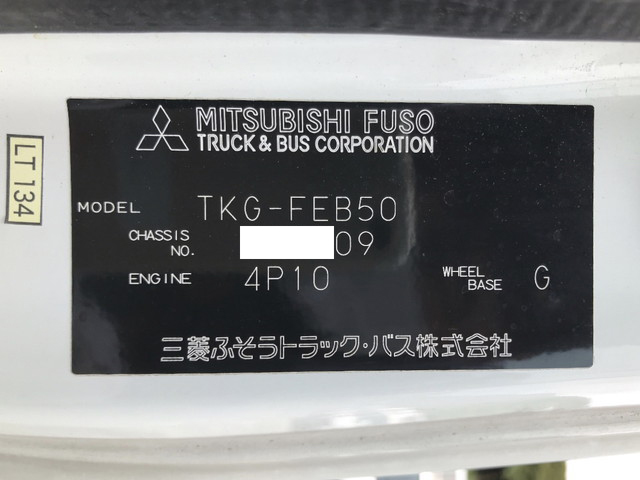 MITSUBISHI FUSO
TRUCK & BUS CORPORATION
LT 134
MODEL TKG-FEB50
CHASSIS NO. 09
ENGINE 4P10 WHEEL BASE G
三菱ふそうトラック・バス株式会社